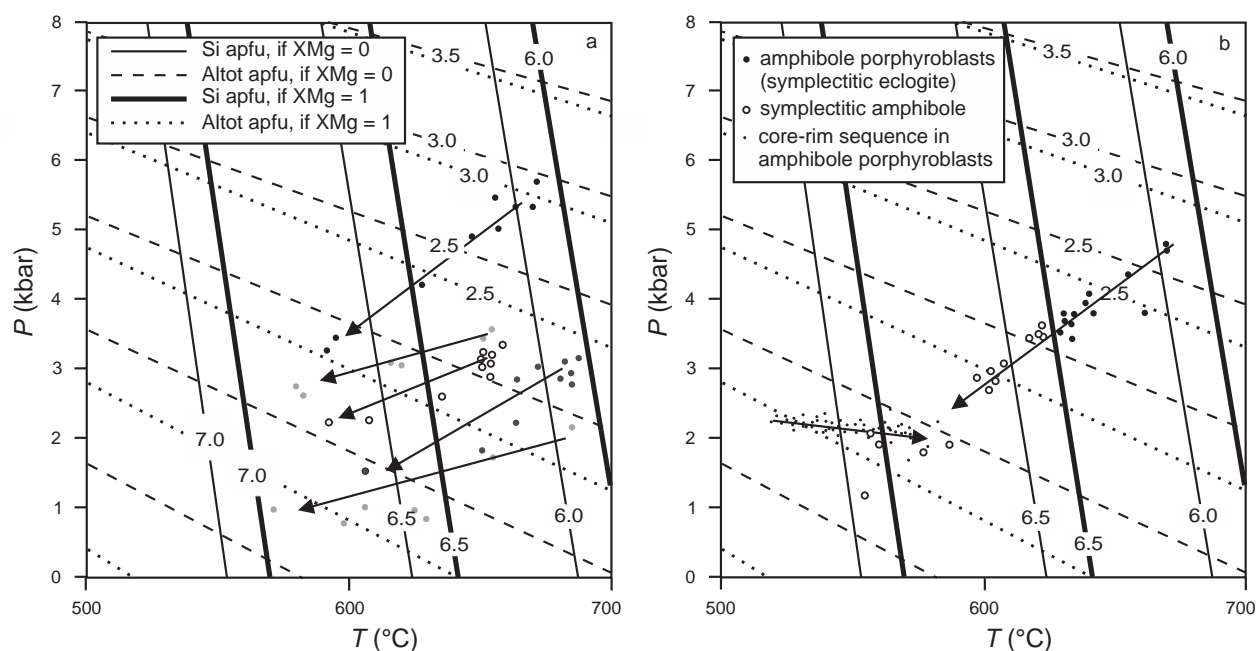 8
7
6
5
4
3
2
1
0
P (kbar)
500
600
700
T (°C)
a
Si apfu, if XMg = 0
Altot apfu, if XMg = 0
Si apfu, if XMg = 1
Altot apfu, if XMg = 1
3.5
6.0
3.0
3.0
2.5
2.5
7.0
7.0
6.5
6.5
6.0
8
7
6
5
4
3
2
1
0
P (kbar)
500
600
700
T (°C)
b
amphibole porphyroblasts
(symplectitic eclogite)
symplectitic amphibole
core-rim sequence in
amphibole porphyroblasts
3.5
6.0
3.0
3.0
2.5
2.5
6.5
6.5
6.0